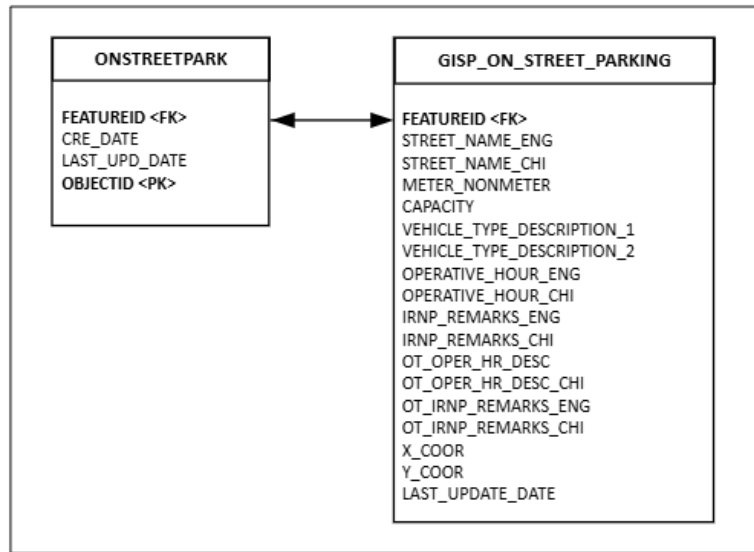 ONSTREETPARK
FEATUREID <FK>
CRE_DATE
LAST_UPD_DATE
OBJECTID <PK>
GISP_ON_STREET_PARKING
FEATUREID <FK>
STREET_NAME_ENG
STREET_NAME_CHI
METER_NONMETER
CAPACITY
VEHICLE_TYPE_DESCRIPTION_1
VEHICLE_TYPE_DESCRIPTION_2
OPERATIVE_HOUR_ENG
OPERATIVE_HOUR_CHI
IRNP_REMARKS_ENG
IRNP_REMARKS_CHI
OT_OPER_HR_DESC
OT_OPER_HR_DESC_CHI
OT_IRNP_REMARKS_ENG
OT_IRNP_REMARKS_CHI
X_COOR
Y_COOR
LAST_UPDATE_DATE